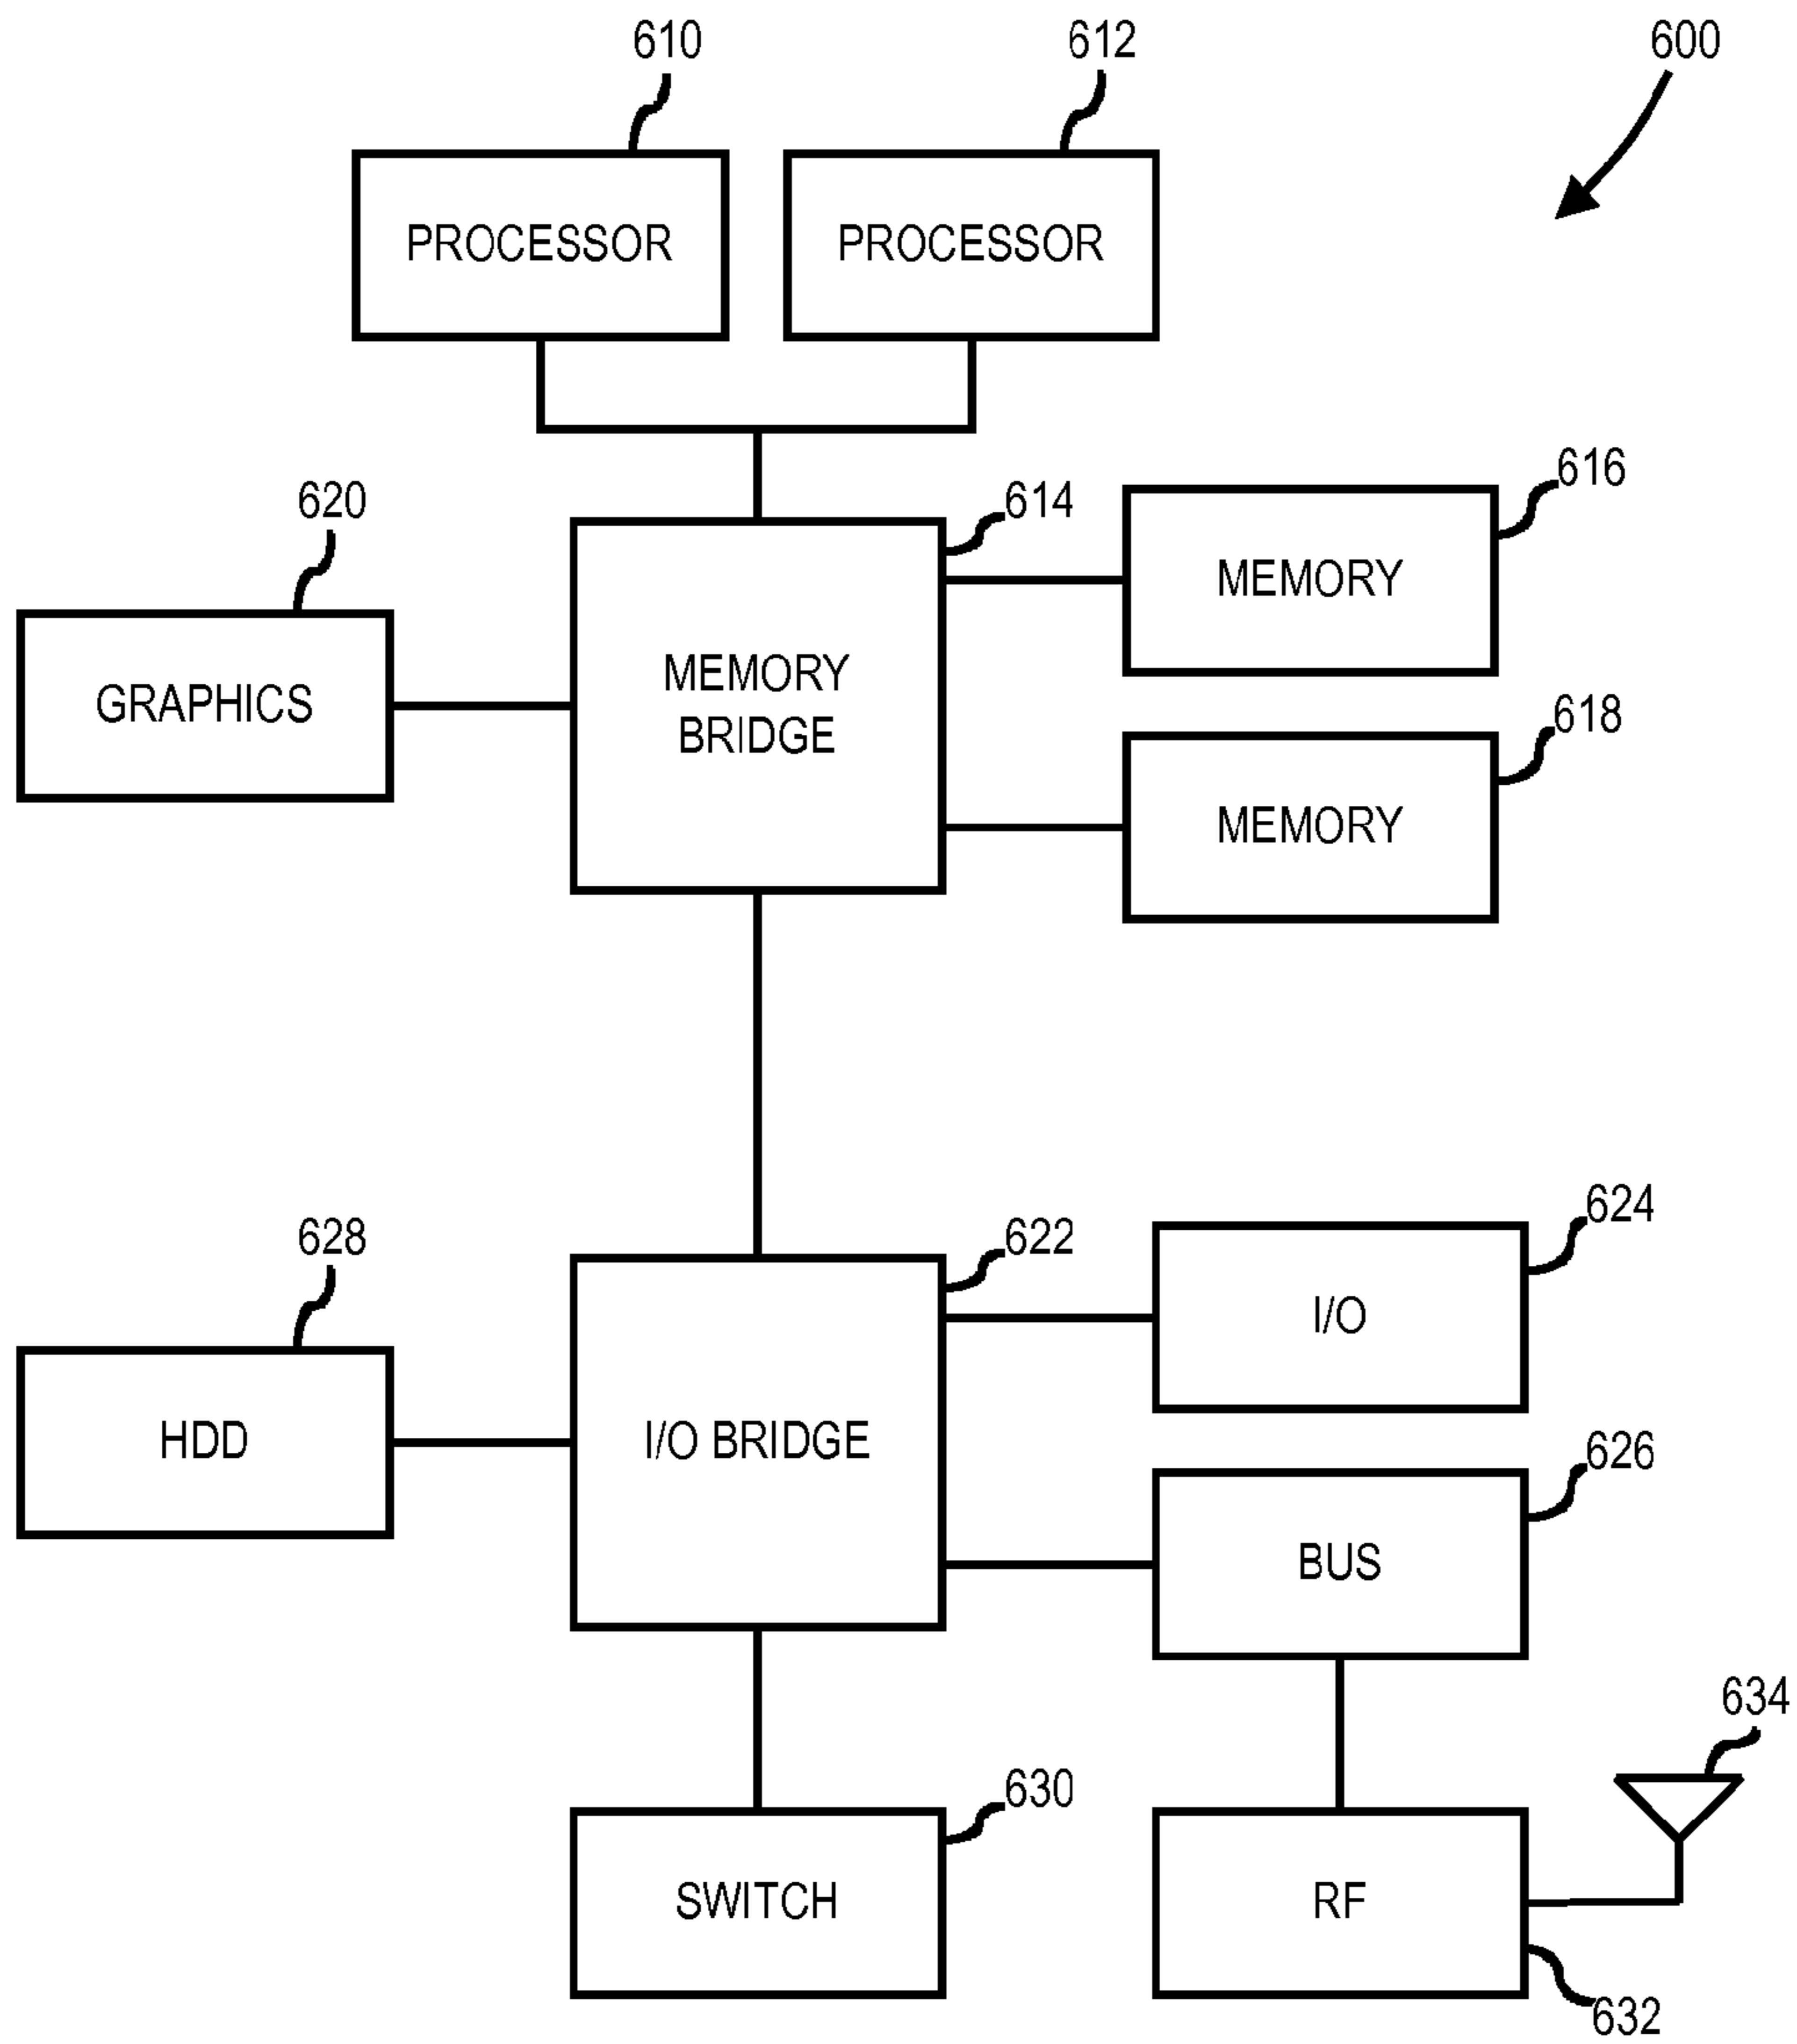 610
612
600
PROCESSOR
PROCESSOR
620
614
616
MEMORY
GRAPHICS
MEMORY
BRIDGE
618
MEMORY
628
622
624
I/O
HDD
I/O BRIDGE
626
BUS
634
630
SWITCH
RF
632